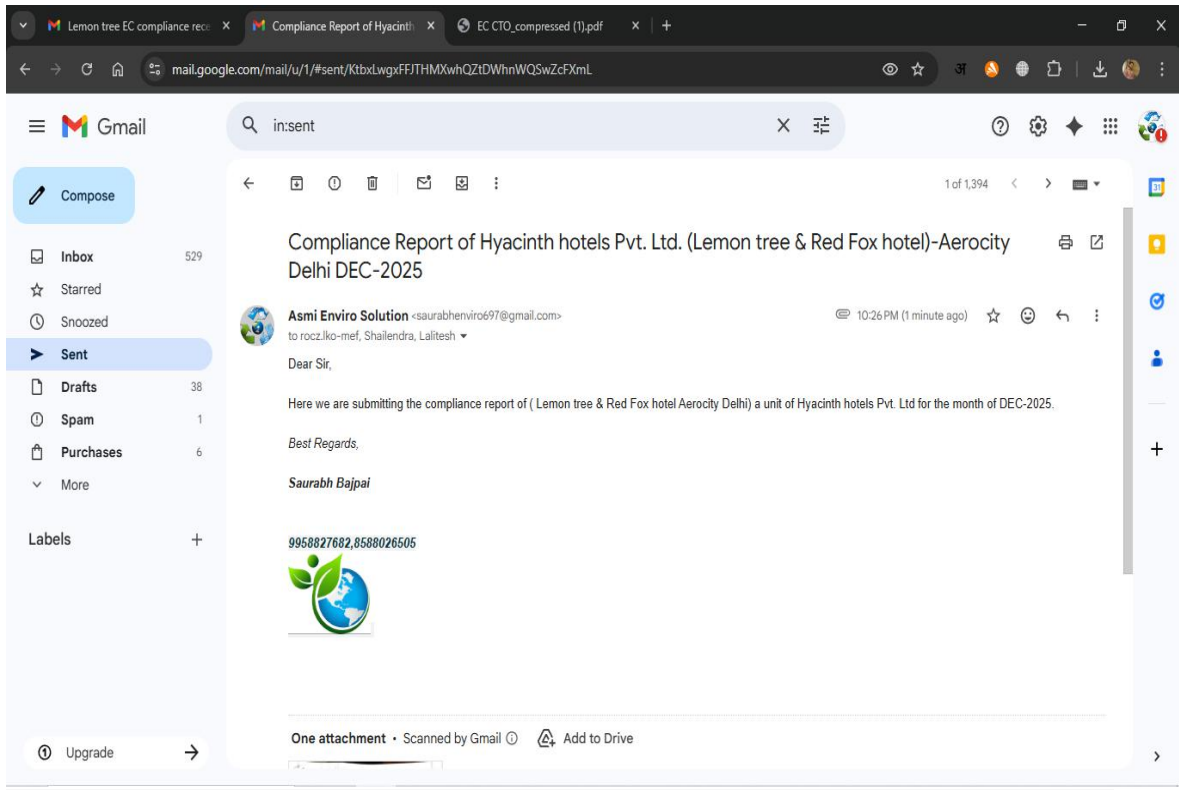 Lemon tree EC compliance rece
Compliance Report of Hyacinth
EC CTO_compressed (1).pdf
mail.google.com/mail/u/1/#sent/KtbxLwgxFFJTHMXwhQZtDWhnWQSwZcFXmL
अ
Gmail
in:sent
Compose
1 of 1,394
31
Compliance Report of Hyacinth hotels Pvt. Ltd. (Lemon tree & Red Fox hotel)-Aerocity
Delhi DEC-2025
Inbox 529
Starred
Snoozed
Sent
Drafts 38
Spam 1
Purchases 6
More
Labels
Asmi Enviro Solution <saurabhenviro697@gmail.com>
10:26 PM (1 minute ago)
to rocz.lko-mef, Shailendra, Lalitesh
Dear Sir,
Here we are submitting the compliance report of ( Lemon tree & Red Fox hotel Aerocity Delhi) a unit of Hyacinth hotels Pvt. Ltd for the month of DEC-2025.
Best Regards,
Saurabh Bajpai
9958827682,8588026505
One attachment • Scanned by Gmail
Add to Drive
Upgrade